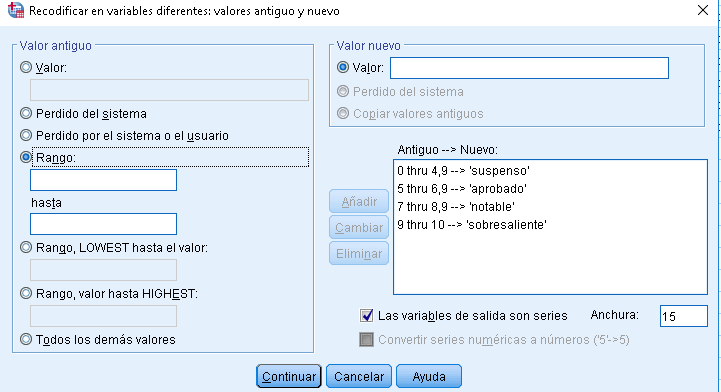 Recodificar en variables diferentes: valores antiguo y nuevo
Valor antiguo
Valor:
Perdido del sistema
Perdido por el sistema o el usuario
Rango:
hasta
Rango, LOWEST hasta el valor:
Rango, valor hasta HIGHEST:
Todos los demás valores
Valor nuevo
Valor:
Perdido del sistema
Copiar valores antiguos
Antiguo --> Nuevo:
0 thru 4,9 --> 'suspenso'
5 thru 6,9 --> 'aprobado'
7 thru 8,9 --> 'notable'
9 thru 10 --> 'sobresaliente'
Añadir
Cambiar
Eliminar
Las variables de salida son series
Anchura:
15
Convertir series numéricas a números ('5'->5)
Continuar
Cancelar
Ayuda